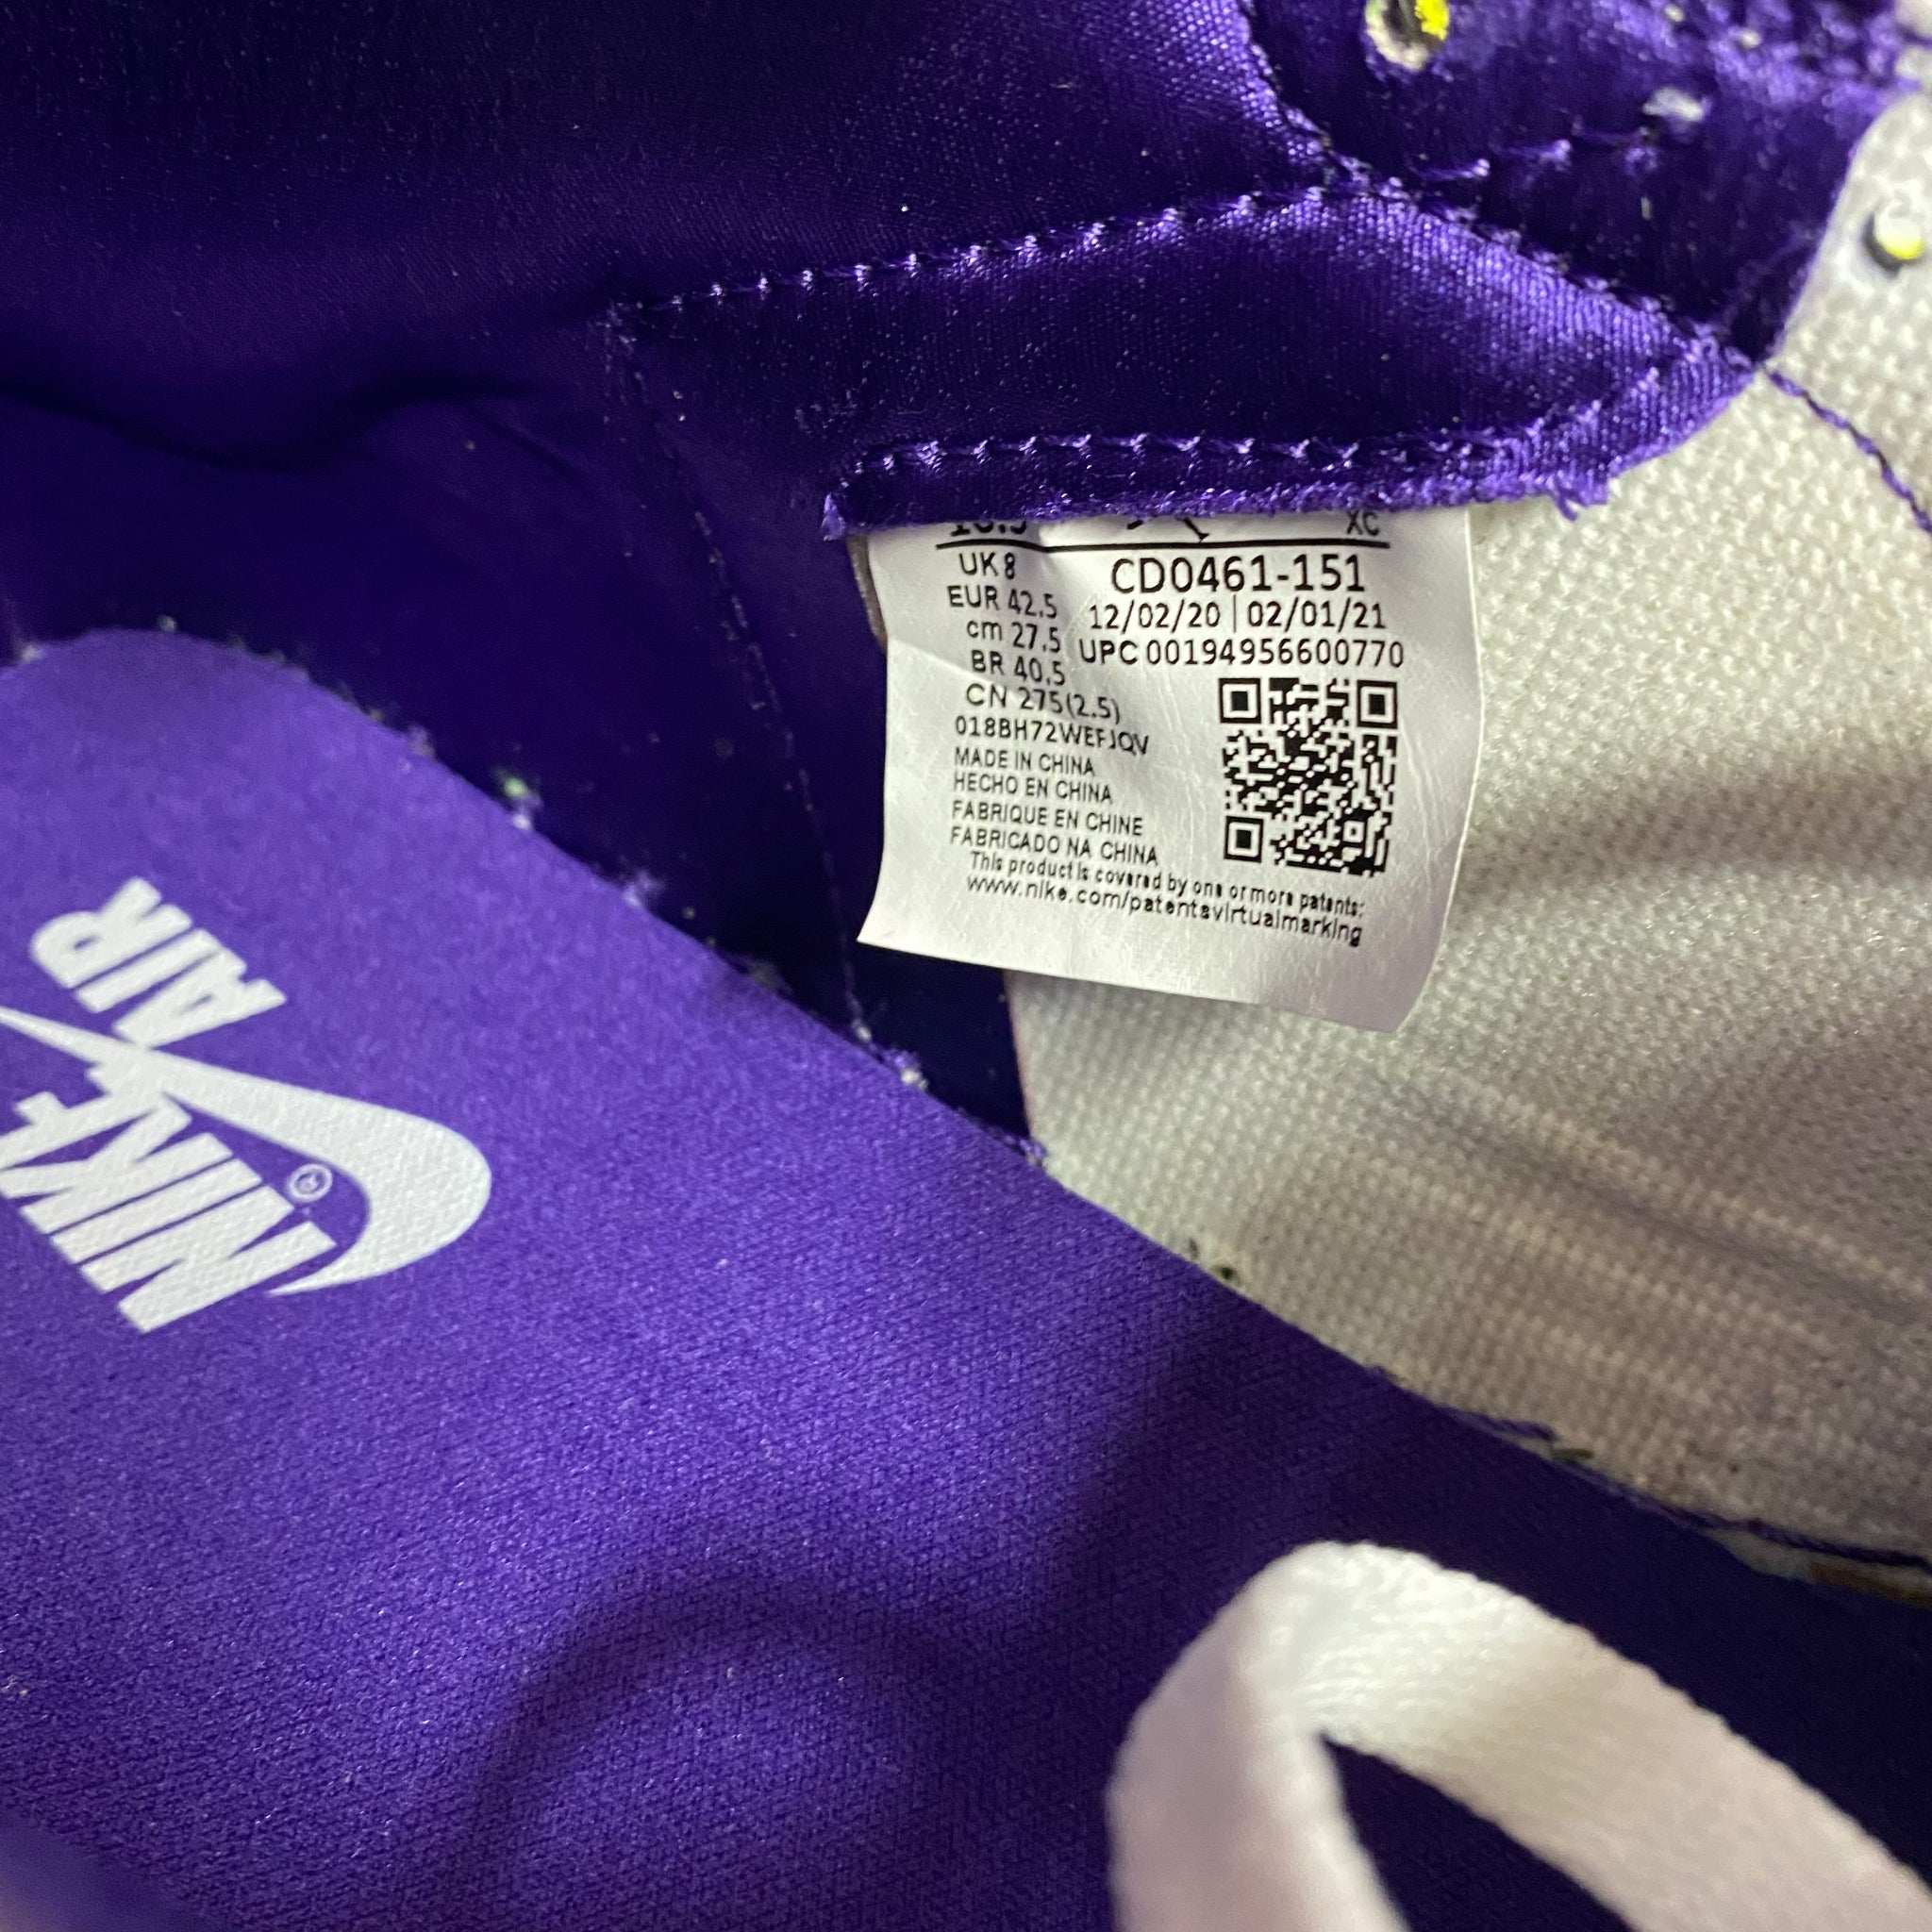 XC
UK 8
EUR 42.5
cm 27.5
BR 40.5
CN 275(2.5)
018BH72WEFJQV
MADE IN CHINA
HECHO EN CHINA
FABRIQUE EN CHINE
FABRICADO NA CHINA
This product is covered by one or more patents:
www.nike.com/patentsvirtualmarking
CD0461-151
12/02/20 | 02/01/21
UPC 00194956600770
NIKE ®
AIR